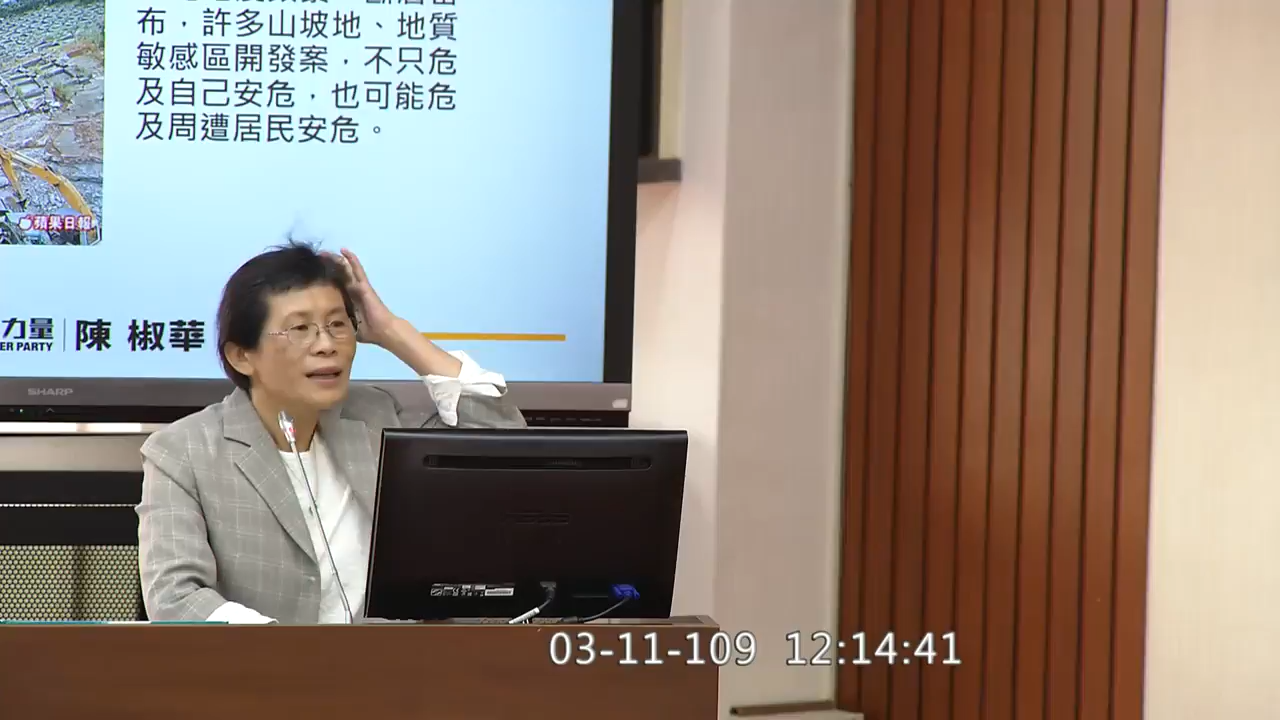 布，許多山坡地、地質
敏感區開發案，不只危
及自己安危，也可能危
及周遭居民安危。
蘋果日報
力量
ER PARTY
陳 椒華
SHARP
03-11-109 12:14:41